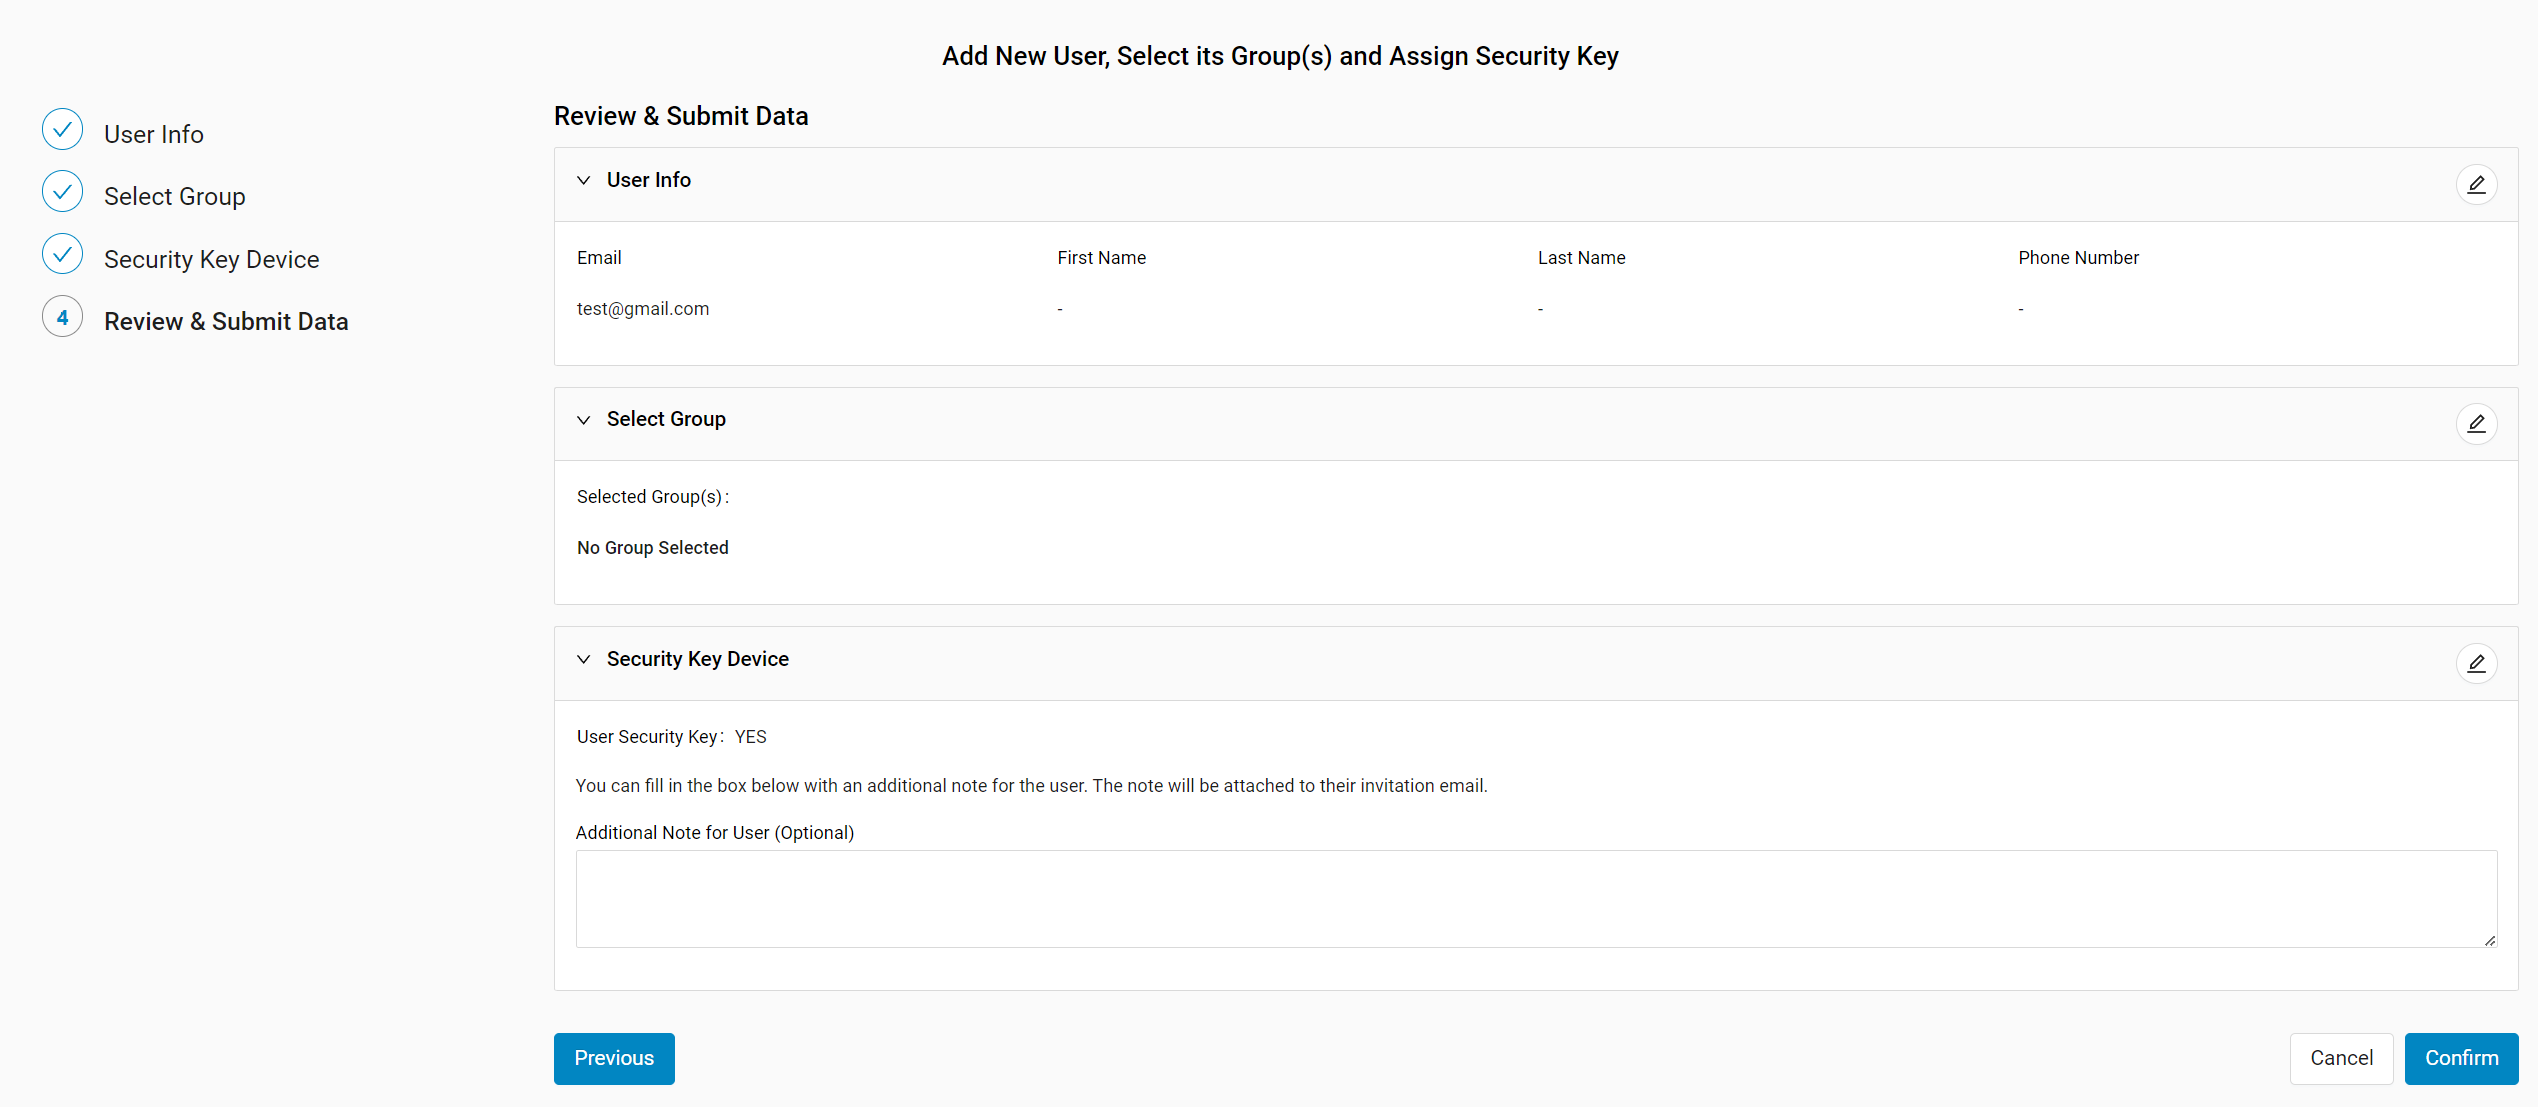 Add New User, Select its Group(s) and Assign Security Key
User Info
Select Group
Security Key Device
4 Review & Submit Data
Review & Submit Data
User Info
Email First Name Last Name Phone Number
test@gmail.com - - -
Select Group
Selected Group(s):
No Group Selected
Security Key Device
User Security Key: YES
You can fill in the box below with an additional note for the user. The note will be attached to their invitation email.
Additional Note for User (Optional)
Previous Cancel Confirm